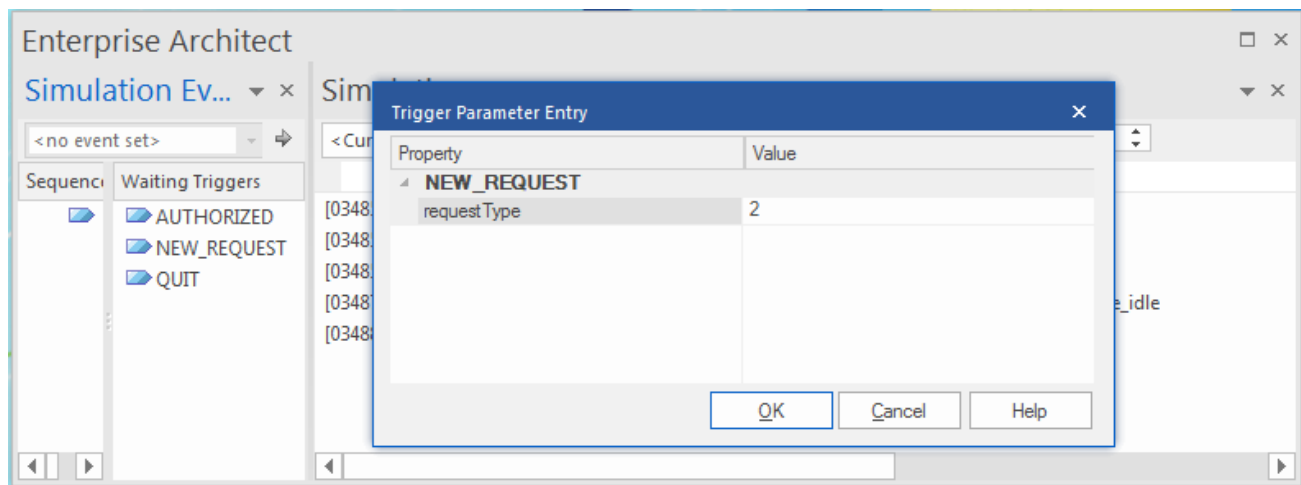 Enterprise Architect
Simulation Ev...
Sim
<no event set>
<Cur
Sequence
Waiting Triggers
AUTHORIZED
NEW_REQUEST
QUIT
[0348
[0348
[0348
[0348
[0348
e_idle
Trigger Parameter Entry
Property Value
NEW_REQUEST
requestType 2
OK Cancel Help